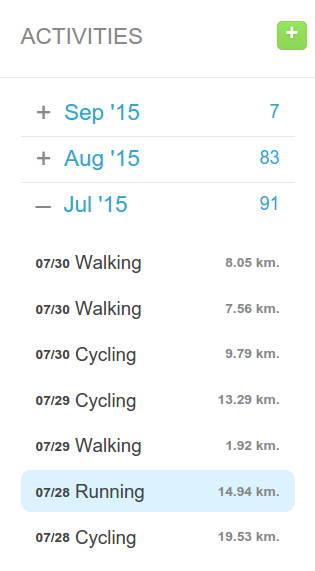 ACTIVITIES +
+ Sep '15 7
+ Aug '15 83
– Jul '15 91
07/30 Walking 8.05 km.
07/30 Walking 7.56 km.
07/30 Cycling 9.79 km.
07/29 Cycling 13.29 km.
07/29 Walking 1.92 km.
07/28 Running 14.94 km.
07/28 Cycling 19.53 km.